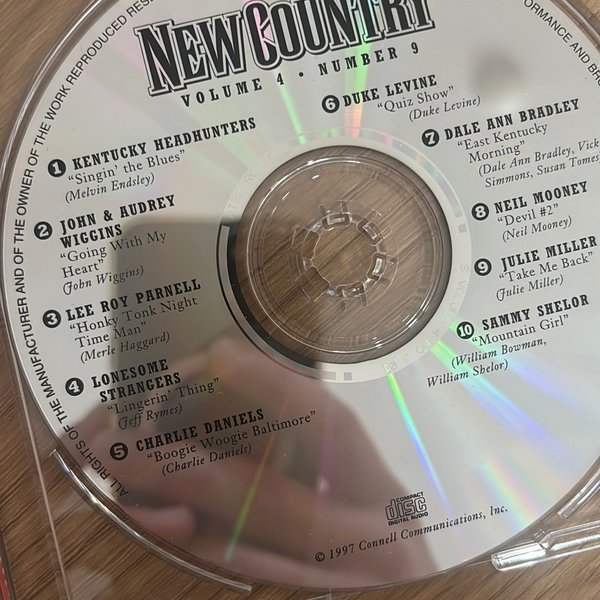 NEW COUNTRY
VOLUME 4 • NUMBER 9
1 KENTUCKY HEADHUNTERS
"Singin' the Blues"
(Melvin Endsley)
2 JOHN & AUDREY
WIGGINS
"Going With My
Heart"
(John Wiggins)
3 LEE ROY PARNELL
"Honky Tonk Night
Time Man"
(Merle Haggard)
4 LONESOME
STRANGERS
"Lingerin' Thing"
(Jeff Rymes)
5 CHARLIE DANIELS
"Boogie Woogie Baltimore"
(Charlie Daniels)
6 DUKE LEVINE
"Quiz Show"
(Duke Levine)
7 DALE ANN BRADLEY
"East Kentucky
Morning"
(Dale Ann Bradley, Vick
Simmons, Susan Tomes
8 NEIL MOONEY
"Devil #2"
(Neil Mooney)
9 JULIE MILLER
"Take Me Back"
(Julie Miller)
10 SAMMY SHELOR
"Mountain Girl"
(William Bowman,
William Shelor)
COMPACT
disc
DIGITAL AUDIO
© 1997 Connell Communications, Inc.
ALL RIGHTS OF THE MANUFACTURER AND OF THE OWNER OF THE WORK REPRODUCED RES
ORMANCE AND BR